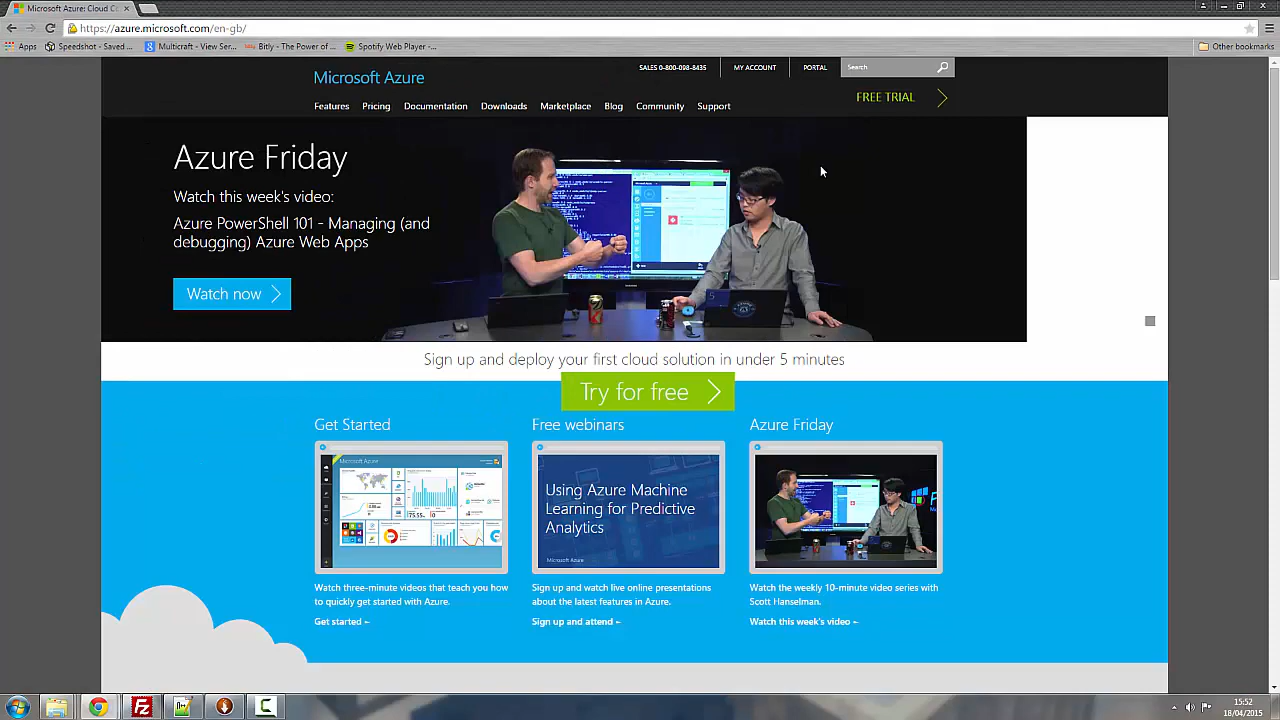 Microsoft Azure: Cloud C
https://azure.microsoft.com/en-gb/
Apps
Speedshot - Saved ...
Multicraft - View Ser...
Bitly - The Power of ...
Spotify Web Player -...
Other bookmarks
SALES 0-800-098-8435
MY ACCOUNT
PORTAL
Search
Microsoft Azure
FREE TRIAL
Features
Pricing
Documentation
Downloads
Marketplace
Blog
Community
Support
Azure Friday
Watch this week's video:
Azure PowerShell 101 - Managing (and
debugging) Azure Web Apps
Watch now
Sign up and deploy your first cloud solution in under 5 minutes
Try for free
Get Started
Free webinars
Azure Friday
Microsoft Azure
Using Azure Machine
Learning for Predictive
Analytics
Microsoft Azure
Watch three-minute videos that teach you how
to quickly get started with Azure.
Get started
Sign up and watch live online presentations
about the latest features in Azure.
Sign up and attend
Watch the weekly 10-minute video series with
Scott Hanselman.
Watch this week's video
15:52
18/04/2015